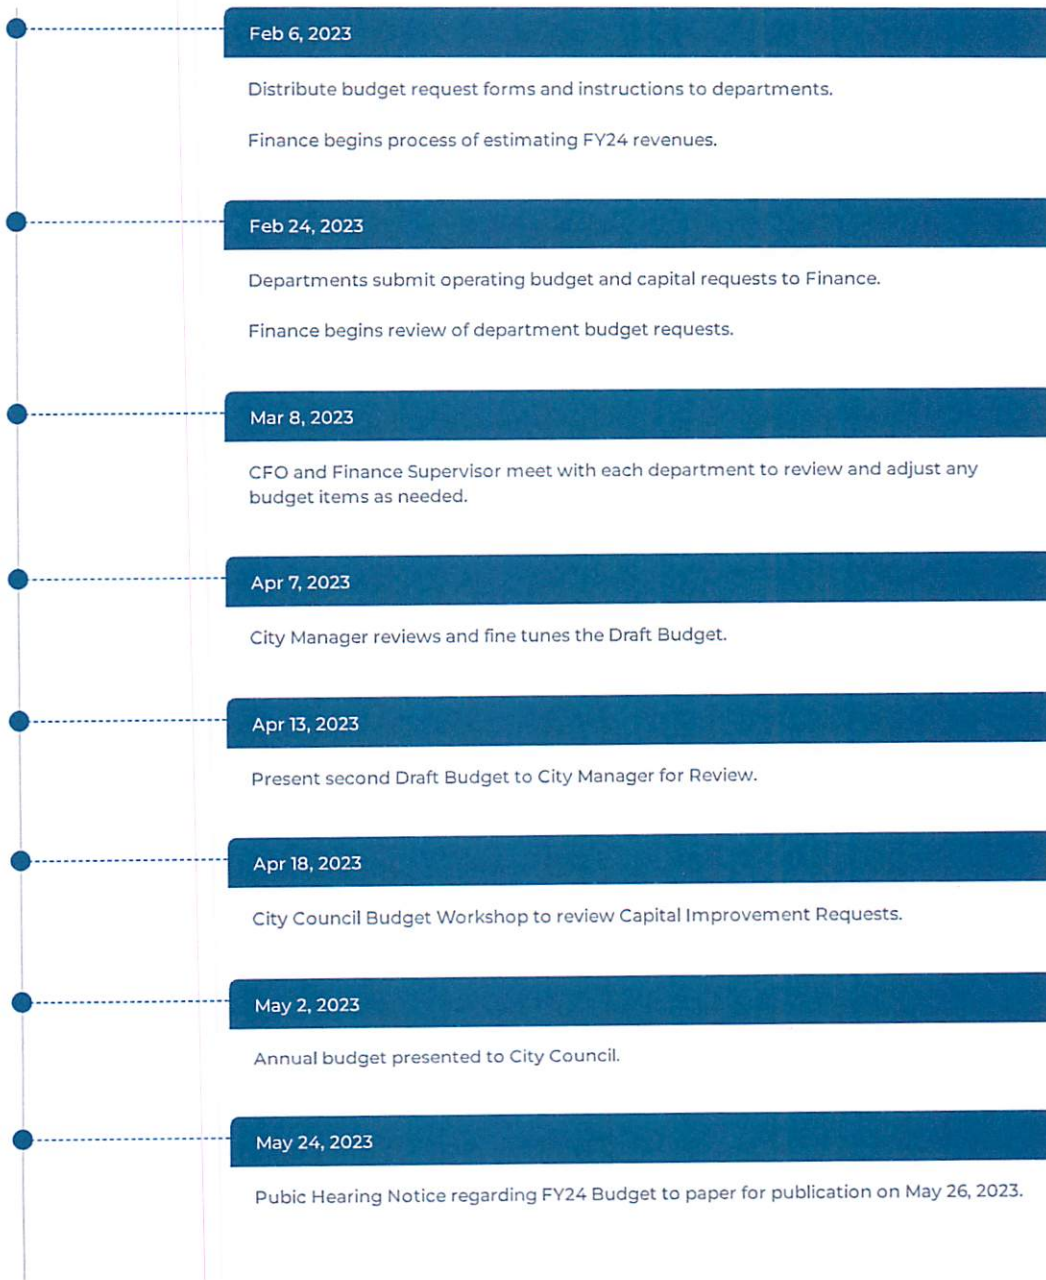 Feb 6, 2023
Distribute budget request forms and instructions to departments.
Finance begins process of estimating FY24 revenues.
Feb 24, 2023
Departments submit operating budget and capital requests to Finance.
Finance begins review of department budget requests.
Mar 8, 2023
CFO and Finance Supervisor meet with each department to review and adjust any
budget items as needed.
Apr 7, 2023
City Manager reviews and fine tunes the Draft Budget.
Apr 13, 2023
Present second Draft Budget to City Manager for Review.
Apr 18, 2023
City Council Budget Workshop to review Capital Improvement Requests.
May 2, 2023
Annual budget presented to City Council.
May 24, 2023
Pubic Hearing Notice regarding FY24 Budget to paper for publication on May 26, 2023.